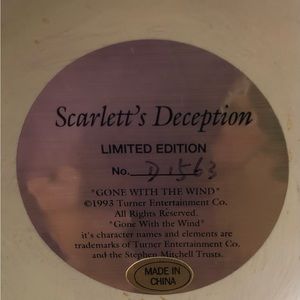 Scarlett's Deception
LIMITED EDITION
No. D1563
"GONE WITH THE WIND"
©1993 Turner Entertainment Co.
All Rights Reserved.
"Gone With the Wind"
it's character names and elements are
trademarks of Turner Entertainment Co.
and the Stephen Mitchell Trusts.
MADE IN
CHINA